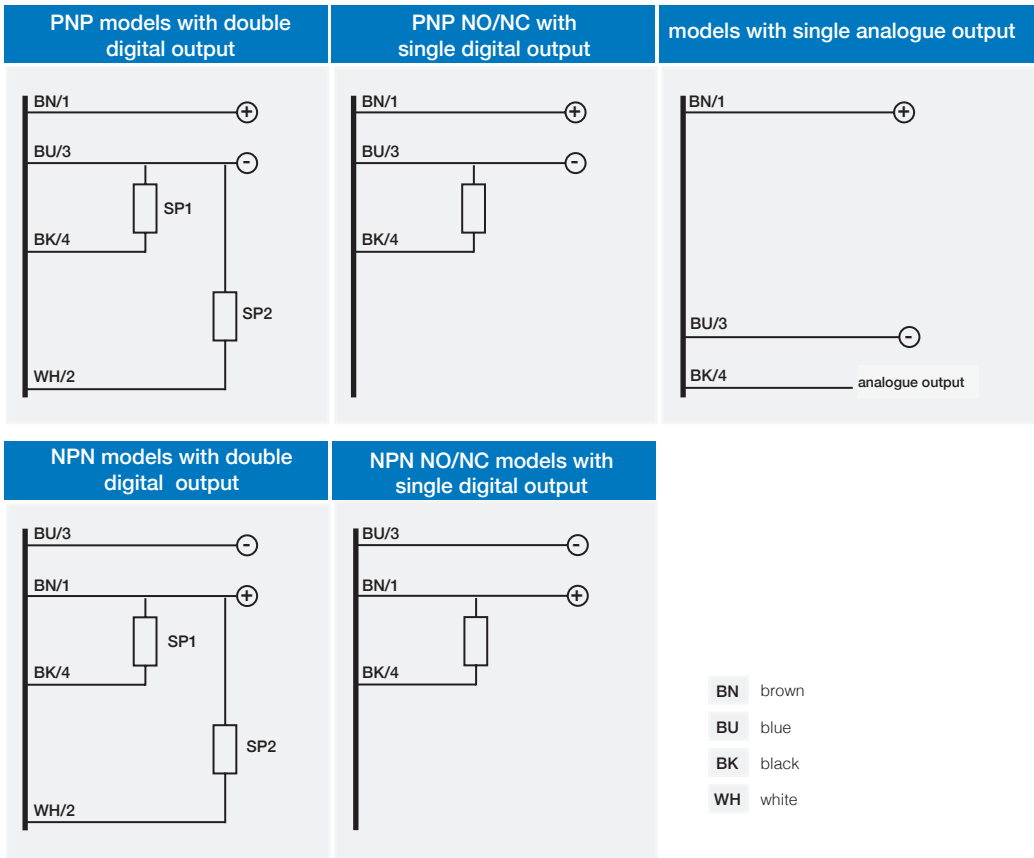 PNP models with double
digital output
BN/1
+
BU/3
-
SP1
BK/4
SP2
WH/2
PNP NO/NC with
single digital output
BN/1
+
BU/3
-
BK/4
models with single analogue output
BN/1
+
BU/3
-
BK/4
analogue output
NPN models with double
digital output
BU/3
-
BN/1
+
SP1
BK/4
SP2
WH/2
NPN NO/NC models with
single digital output
BU/3
-
BN/1
+
BK/4
BN brown
BU blue
BK black
WH white